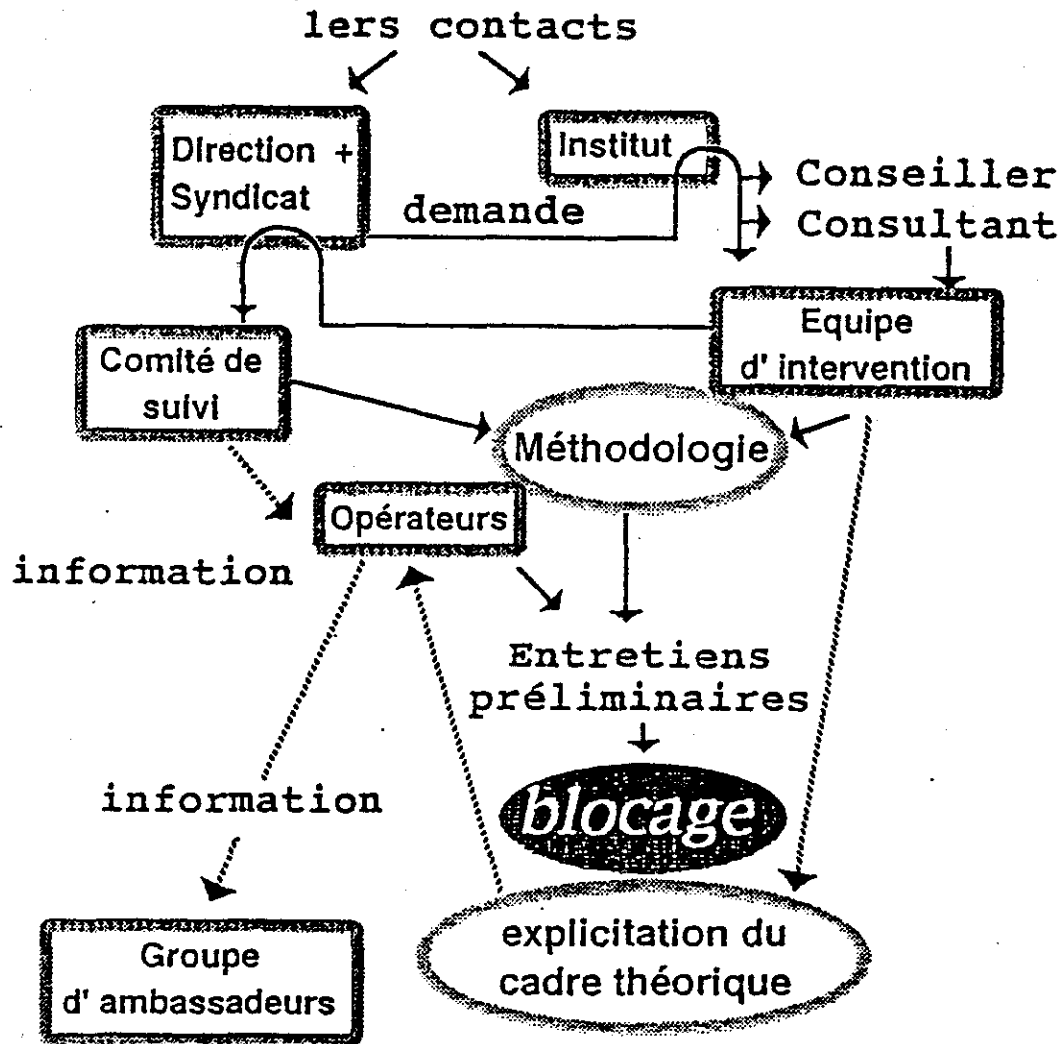 1ers contacts
Direction +
Syndicat
Institut
demande
Conseiller
Consultant
Equipe
d' intervention
Comité de
suivi
Méthodologie
Opérateurs
information
Entretiens
préliminaires
information
blocage
Groupe
d' ambassadeurs
explicitation du
cadre théorique